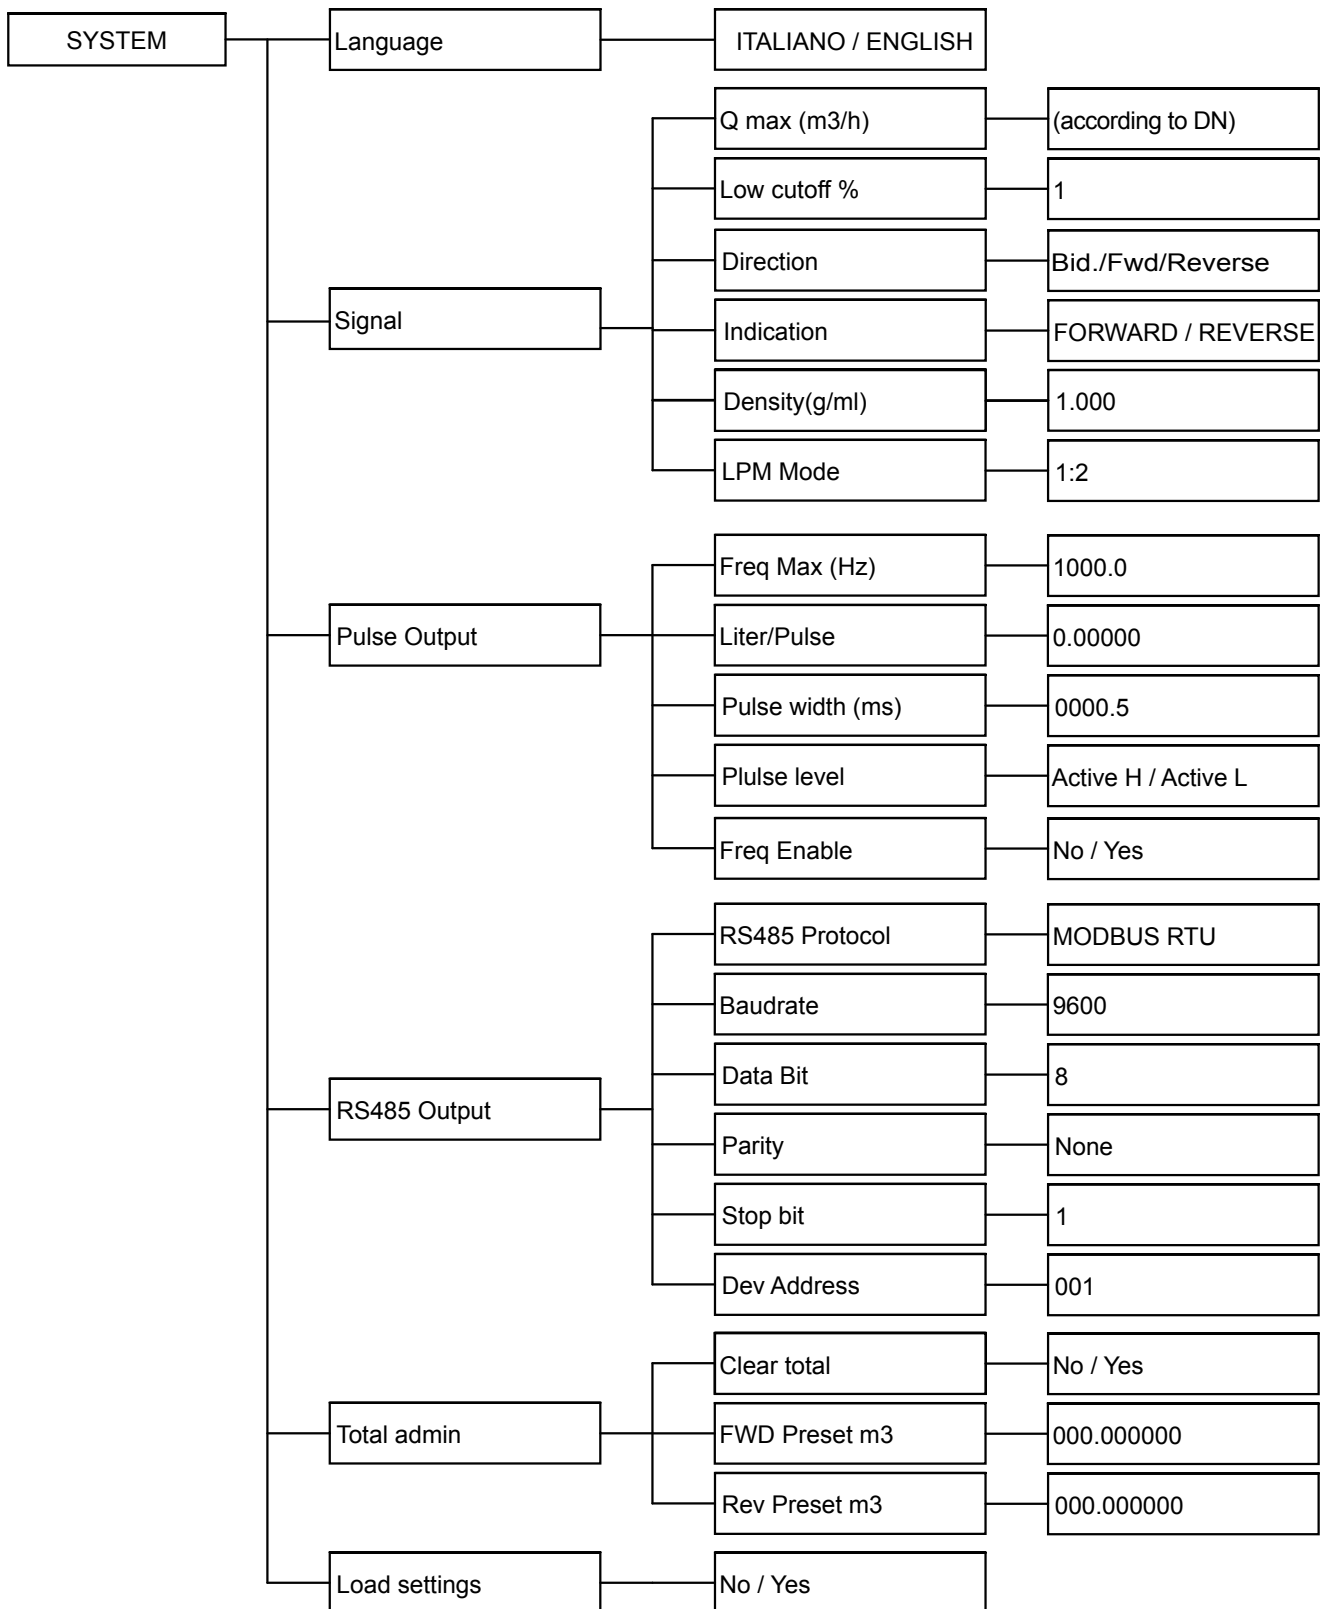 SYSTEM
Language
ITALIANO / ENGLISH
Signal
Q max (m3/h)
(according to DN)
Low cutoff %
1
Direction
Bid./Fwd/Reverse
Indication
FORWARD / REVERSE
Density(g/ml)
1.000
LPM Mode
1:2
Pulse Output
Freq Max (Hz)
1000.0
Liter/Pulse
0.00000
Pulse width (ms)
0000.5
Plulse level
Active H / Active L
Freq Enable
No / Yes
RS485 Output
RS485 Protocol
MODBUS RTU
Baudrate
9600
Data Bit
8
Parity
None
Stop bit
1
Dev Address
001
Total admin
Clear total
No / Yes
FWD Preset m3
000.000000
Rev Preset m3
000.000000
Load settings
No / Yes